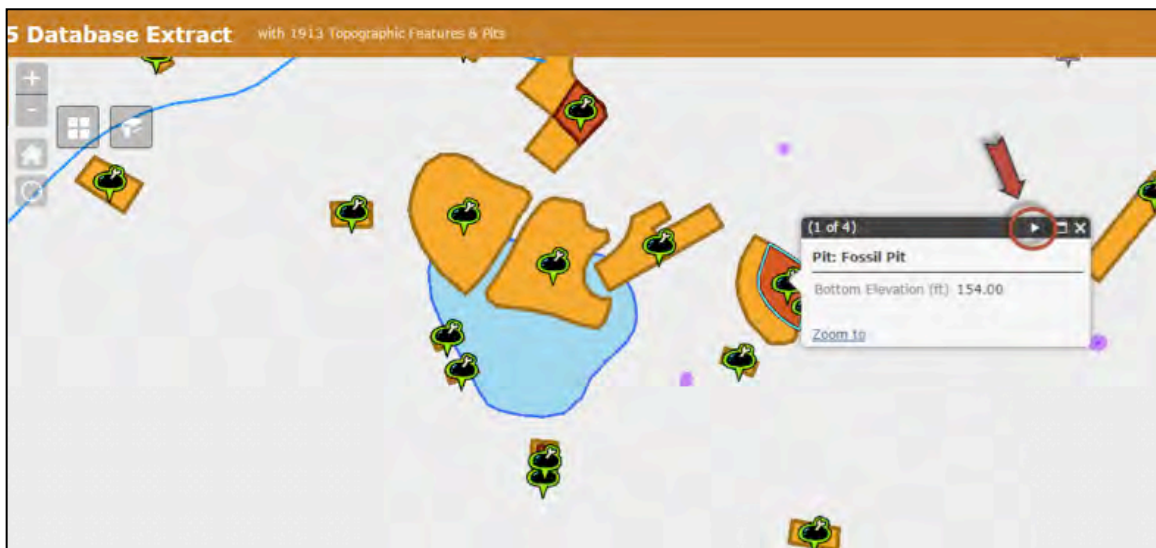 5 Database Extract with 1913 Topographic Features & Pits
+
-
(1 of 4)
Pit: Fossil Pit
Bottom Elevation (ft) 154.00
Zoom to